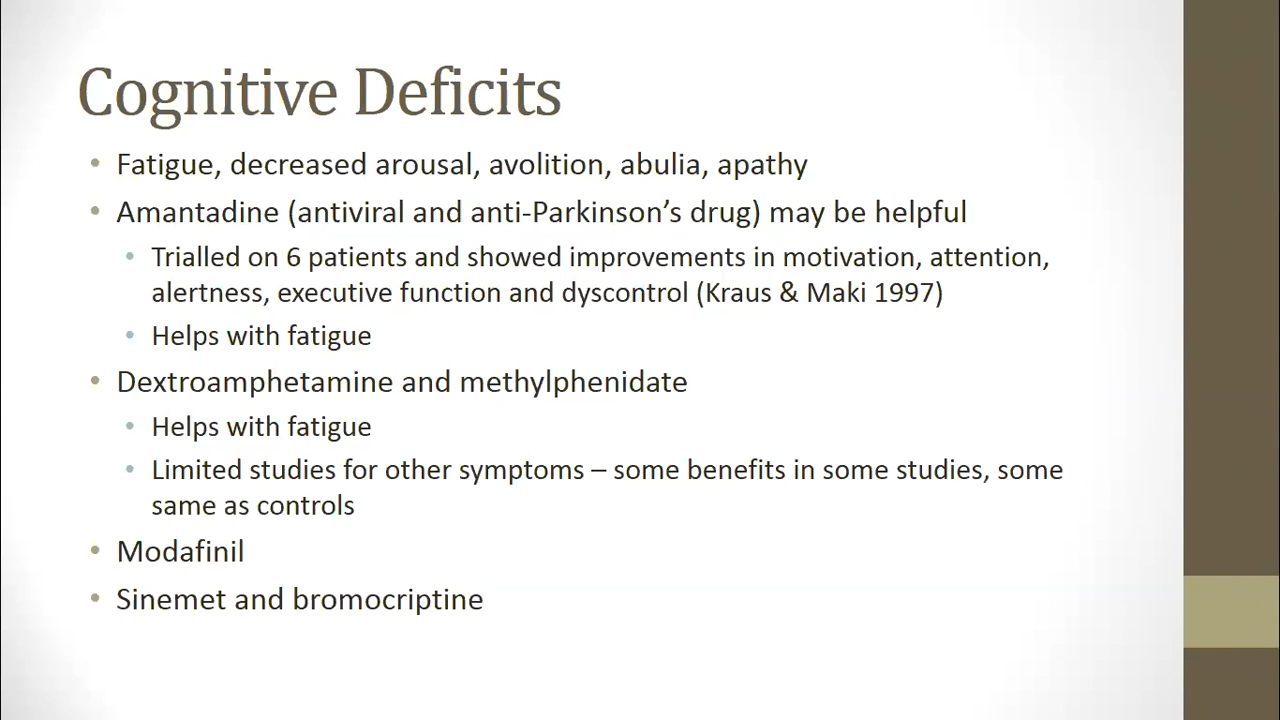 Cognitive Deficits
• Fatigue, decreased arousal, avolition, abulia, apathy
• Amantadine (antiviral and anti-Parkinson’s drug) may be helpful
• Trialled on 6 patients and showed improvements in motivation, attention,
alertness, executive function and dyscontrol (Kraus & Maki 1997)
• Helps with fatigue
• Dextroamphetamine and methylphenidate
• Helps with fatigue
• Limited studies for other symptoms – some benefits in some studies, some
same as controls
• Modafinil
• Sinemet and bromocriptine